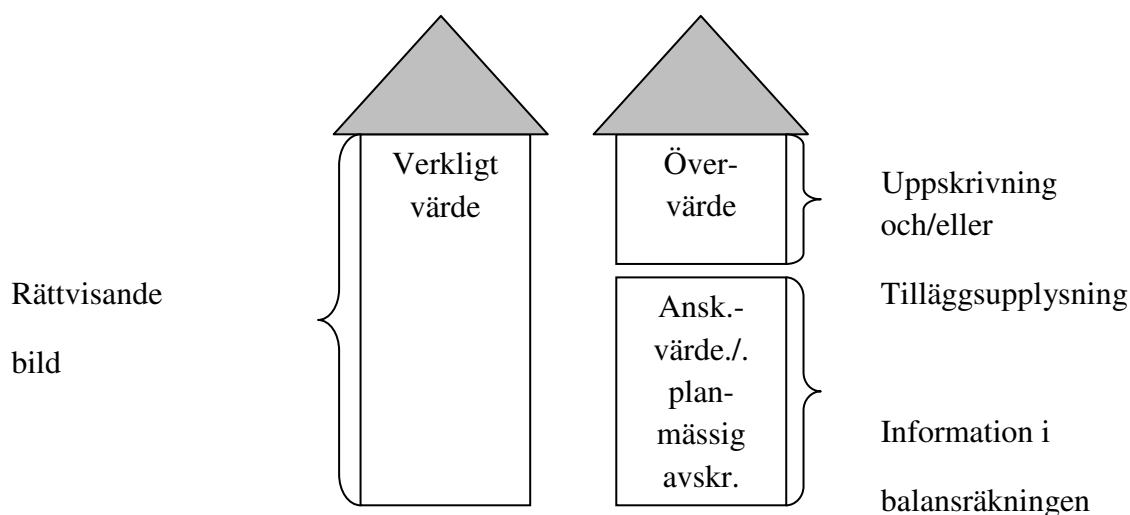 Rättvisande
bild
Verkligt
värde
Över-
värde
Uppskrivning
och/eller
Tilläggsupplysning
Ansk.-
värde./.
plan-
mässig
avskr.
Information i
balansräkningen